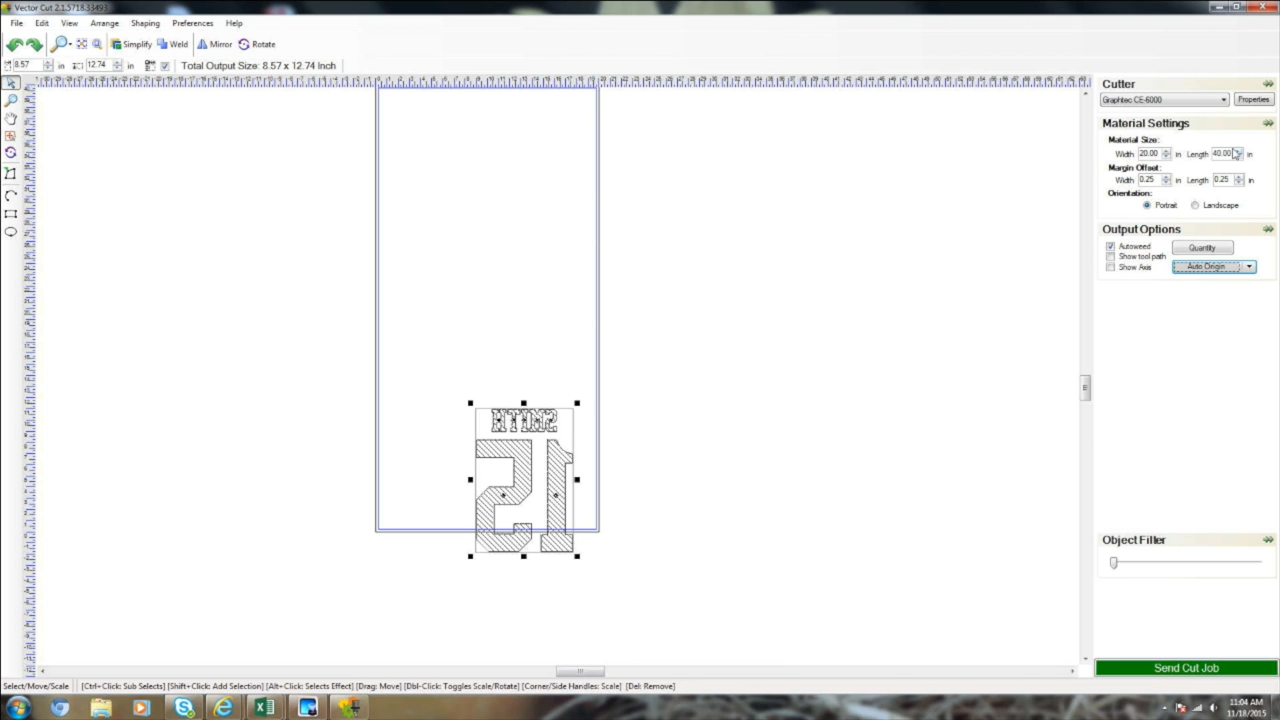 Vector Cut 2.1.5718.33493
File Edit View Arrange Shaping Preferences Help
Simplify Weld Mirror Rotate
8.57 in 12.74 in Total Output Size: 8.57 x 12.74 Inch
Cutter
Graphtec CE-6000 Properties
Material Settings
Material Size:
Width 20.00 in Length 40.00 in
Margin Offset:
Width 0.25 in Length 0.25 in
Orientation:
Portrait Landscape
Output Options
Autoweed Quantity
Show tool path
Show Axis Auto Origin
SMITH
21
Object Filter
Send Cut Job
Select/Move/Scale [Ctrl+Click: Sub Selects] [Shift+Click: Add Selection] [Alt+Click: Selects Effect] [Drag: Move] [Dbl-Click: Toggles Scale/Rotate] [Corner/Side Handles: Scale] [Del: Remove]
11:04 AM
11/18/2015